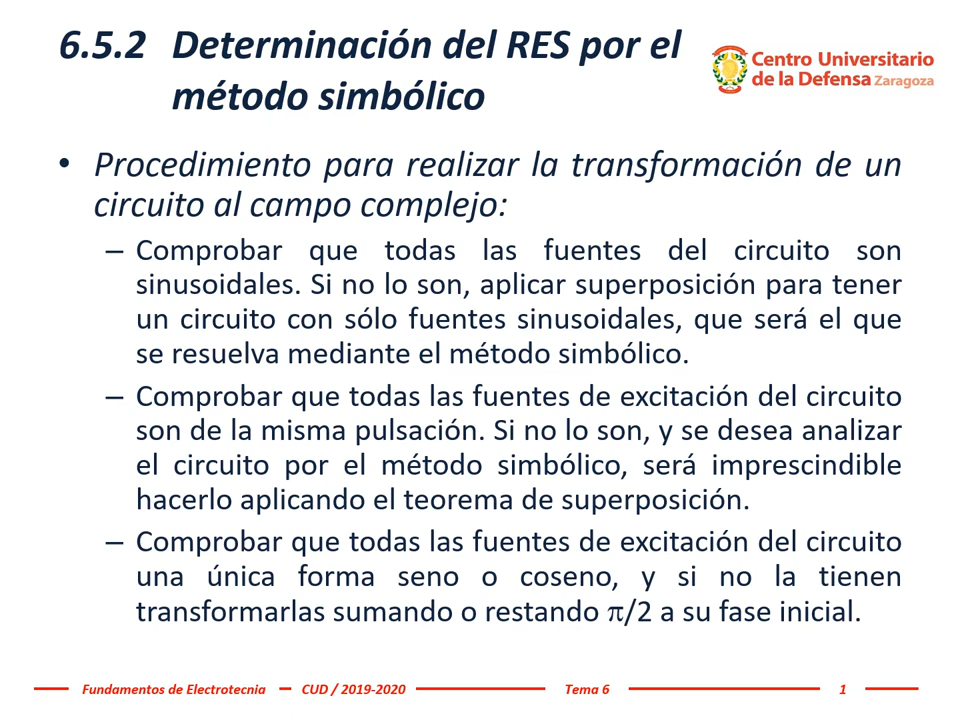 6.5.2 Determinación del RES por el
método simbólico
Centro Universitario
de la Defensa Zaragoza
• Procedimiento para realizar la transformación de un
circuito al campo complejo:
– Comprobar que todas las fuentes del circuito son
sinusoidales. Si no lo son, aplicar superposición para tener
un circuito con sólo fuentes sinusoidales, que será el que
se resuelva mediante el método simbólico.
– Comprobar que todas las fuentes de excitación del circuito
son de la misma pulsación. Si no lo son, y se desea analizar
el circuito por el método simbólico, será imprescindible
hacerlo aplicando el teorema de superposición.
– Comprobar que todas las fuentes de excitación del circuito
una única forma seno o coseno, y si no la tienen
transformarlas sumando o restando π/2 a su fase inicial.
Fundamentos de Electrotecnia CUD / 2019-2020 Tema 6 1